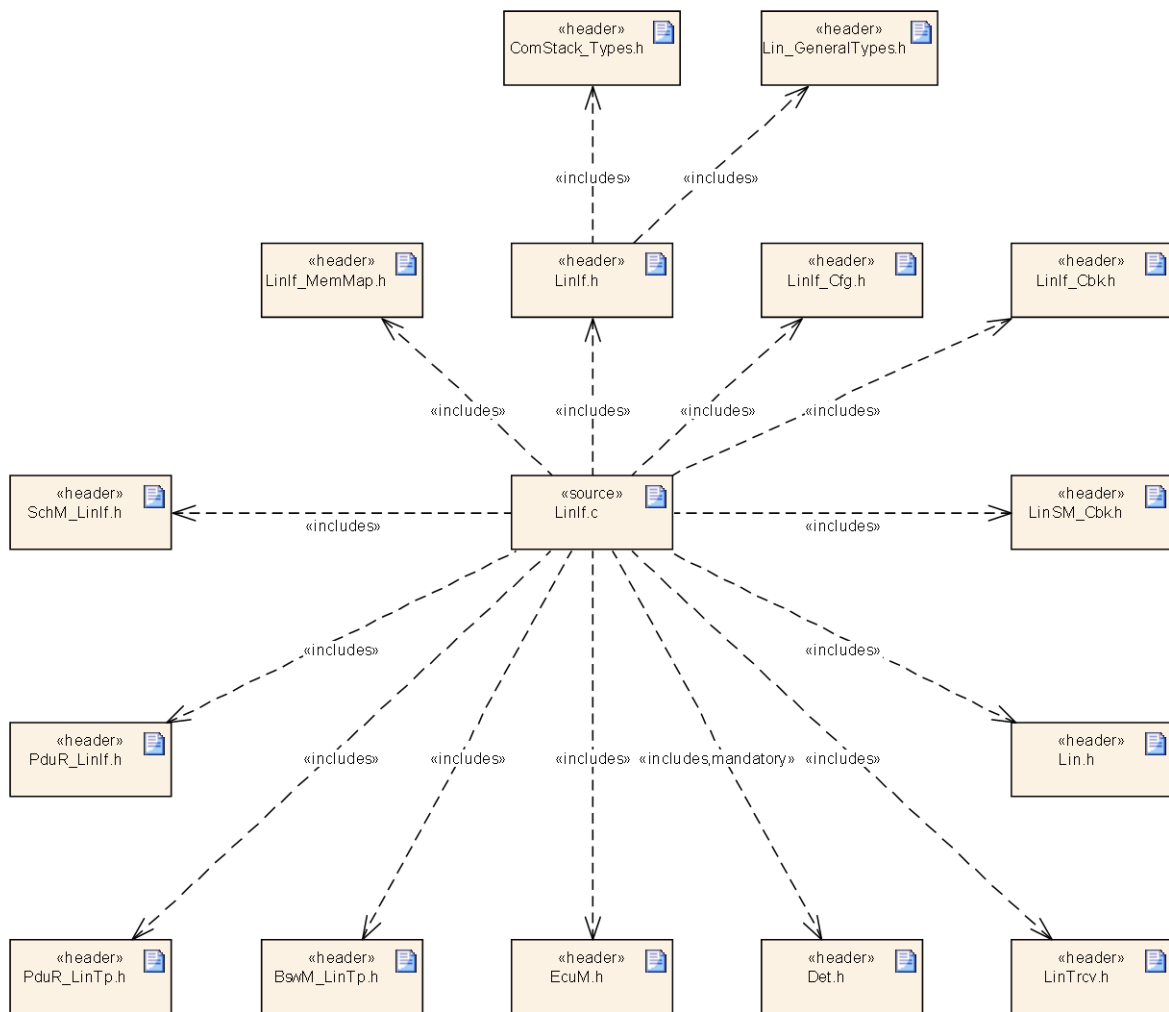 «header»
ComStack_Types.h
«header»
Lin_GeneralTypes.h
«includes»
«includes»
«header»
LinIf_MemMap.h
«header»
LinIf.h
«header»
LinIf_Cfg.h
«header»
LinIf_Cbk.h
«includes»
«includes»
«includes»
«includes»
«header»
SchM_LinIf.h
«source»
LinIf.c
«header»
LinSM_Cbk.h
«includes»
«includes»
«includes»
«includes»
«header»
PduR_LinIf.h
«header»
Lin.h
«includes»
«includes»
«includes»
«includes,mandatory»
«includes»
«header»
PduR_LinTp.h
«header»
BswM_LinTp.h
«header»
EcuM.h
«header»
Det.h
«header»
LinTrcv.h